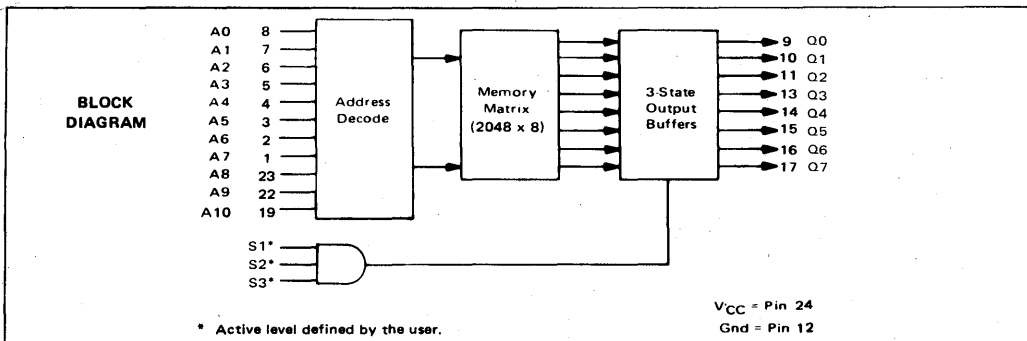 BLOCK
DIAGRAM
A0 8
A1 7
A2 6
A3 5
A4 4
A5 3
A6 2
A7 1
A8 23
A9 22
A10 19
Address
Decode
Memory
Matrix
(2048 x 8)
3-State
Output
Buffers
9 Q0
10 Q1
11 Q2
13 Q3
14 Q4
15 Q5
16 Q6
17 Q7
S1*
S2*
S3*
* Active level defined by the user.
VCC = Pin 24
Gnd = Pin 12